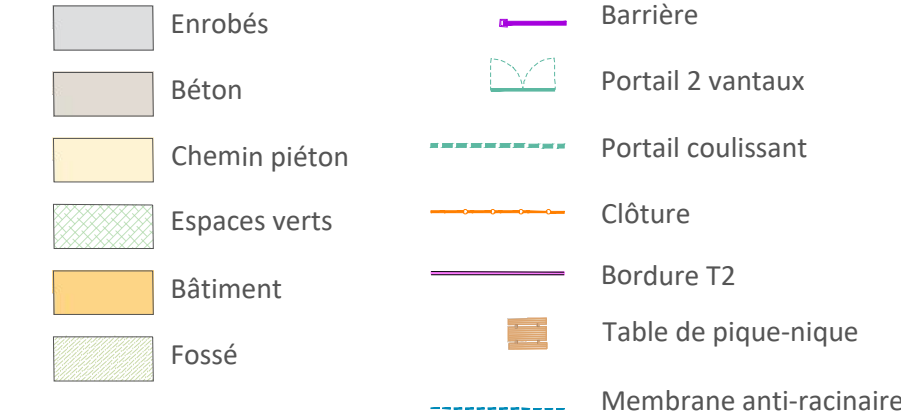 Enrobés
Béton
Chemin piéton
Espaces verts
Bâtiment
Fossé
Barrière
Portail 2 vantaux
Portail coulissant
Clôture
Bordure T2
Table de pique-nique
Membrane anti-racinaire